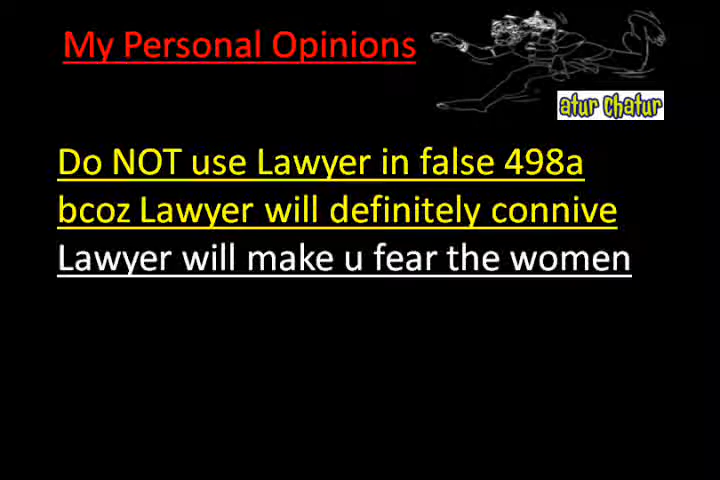 My Personal Opinions
atur chatur
Do NOT use Lawyer in false 498a
bcoz Lawyer will definitely connive
Lawyer will make u fear the women